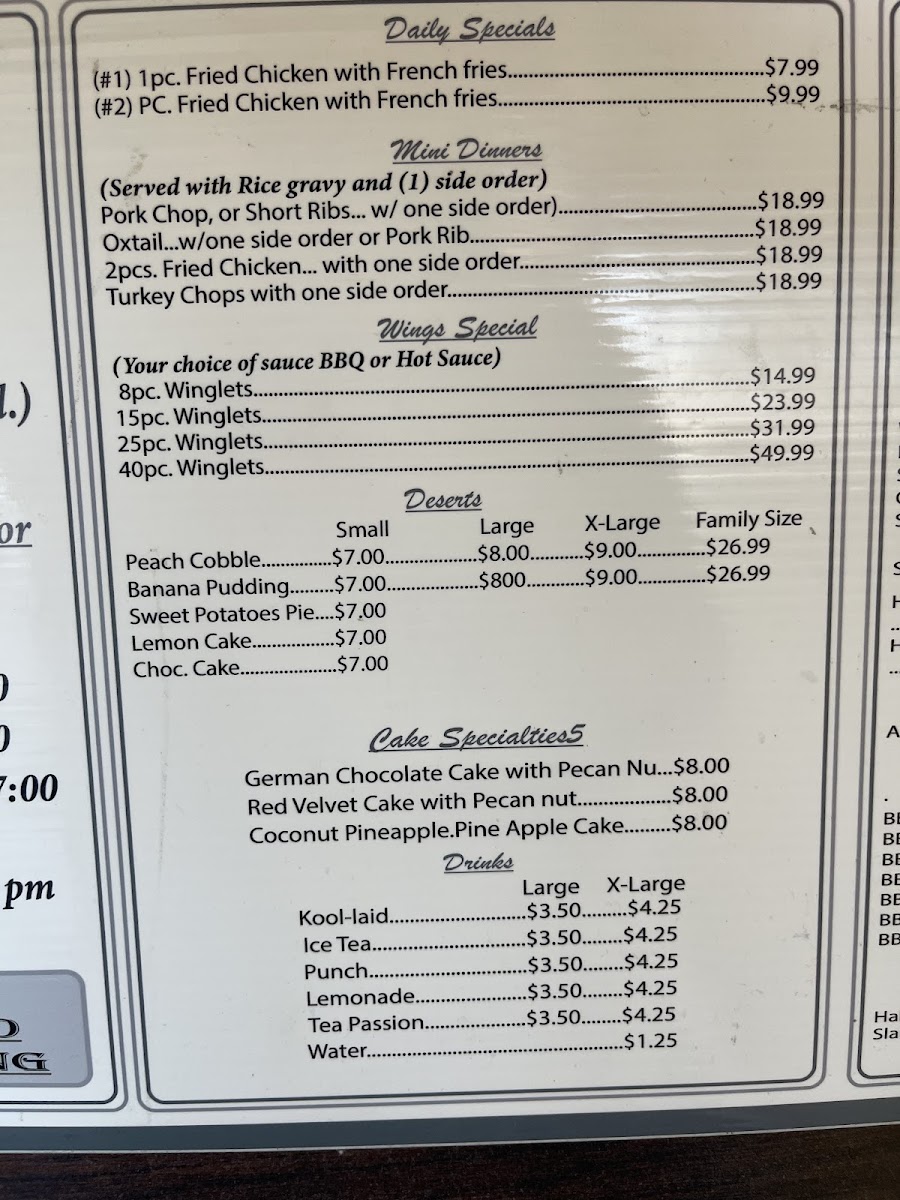 Daily Specials
(#1) 1pc. Fried Chicken with French fries.....$7.99
(#2) PC. Fried Chicken with French fries.....$9.99
Mini Dinners
(Served with Rice gravy and (1) side order)
Pork Chop, or Short Ribs... w/ one side order).....$18.99
Oxtail...w/one side order or Pork Rib.....$18.99
2pcs. Fried Chicken... with one side order.....$18.99
Turkey Chops with one side order.....$18.99
Wings Special
(Your choice of sauce BBQ or Hot Sauce)
8pc. Winglets.....$14.99
15pc. Winglets.....$23.99
25pc. Winglets.....$31.99
40pc. Winglets.....$49.99
Deserts
Small Large X-Large Family Size
Peach Cobble.....$7.00.....$8.00.....$9.00.....$26.99
Banana Pudding.....$7.00.....$800.....$9.00.....$26.99
Sweet Potatoes Pie....$7.00
Lemon Cake.....$7.00
Choc. Cake.....$7.00
Cake Specialties5
German Chocolate Cake with Pecan Nu...$8.00
Red Velvet Cake with Pecan nut.....$8.00
Coconut Pineapple.Pine Apple Cake.....$8.00
Drinks
Large X-Large
Kool-laid.....$3.50.....$4.25
Ice Tea.....$3.50.....$4.25
Punch.....$3.50.....$4.25
Lemonade.....$3.50.....$4.25
Tea Passion.....$3.50.....$4.25
Water.....$1.25
or
7:00
pm